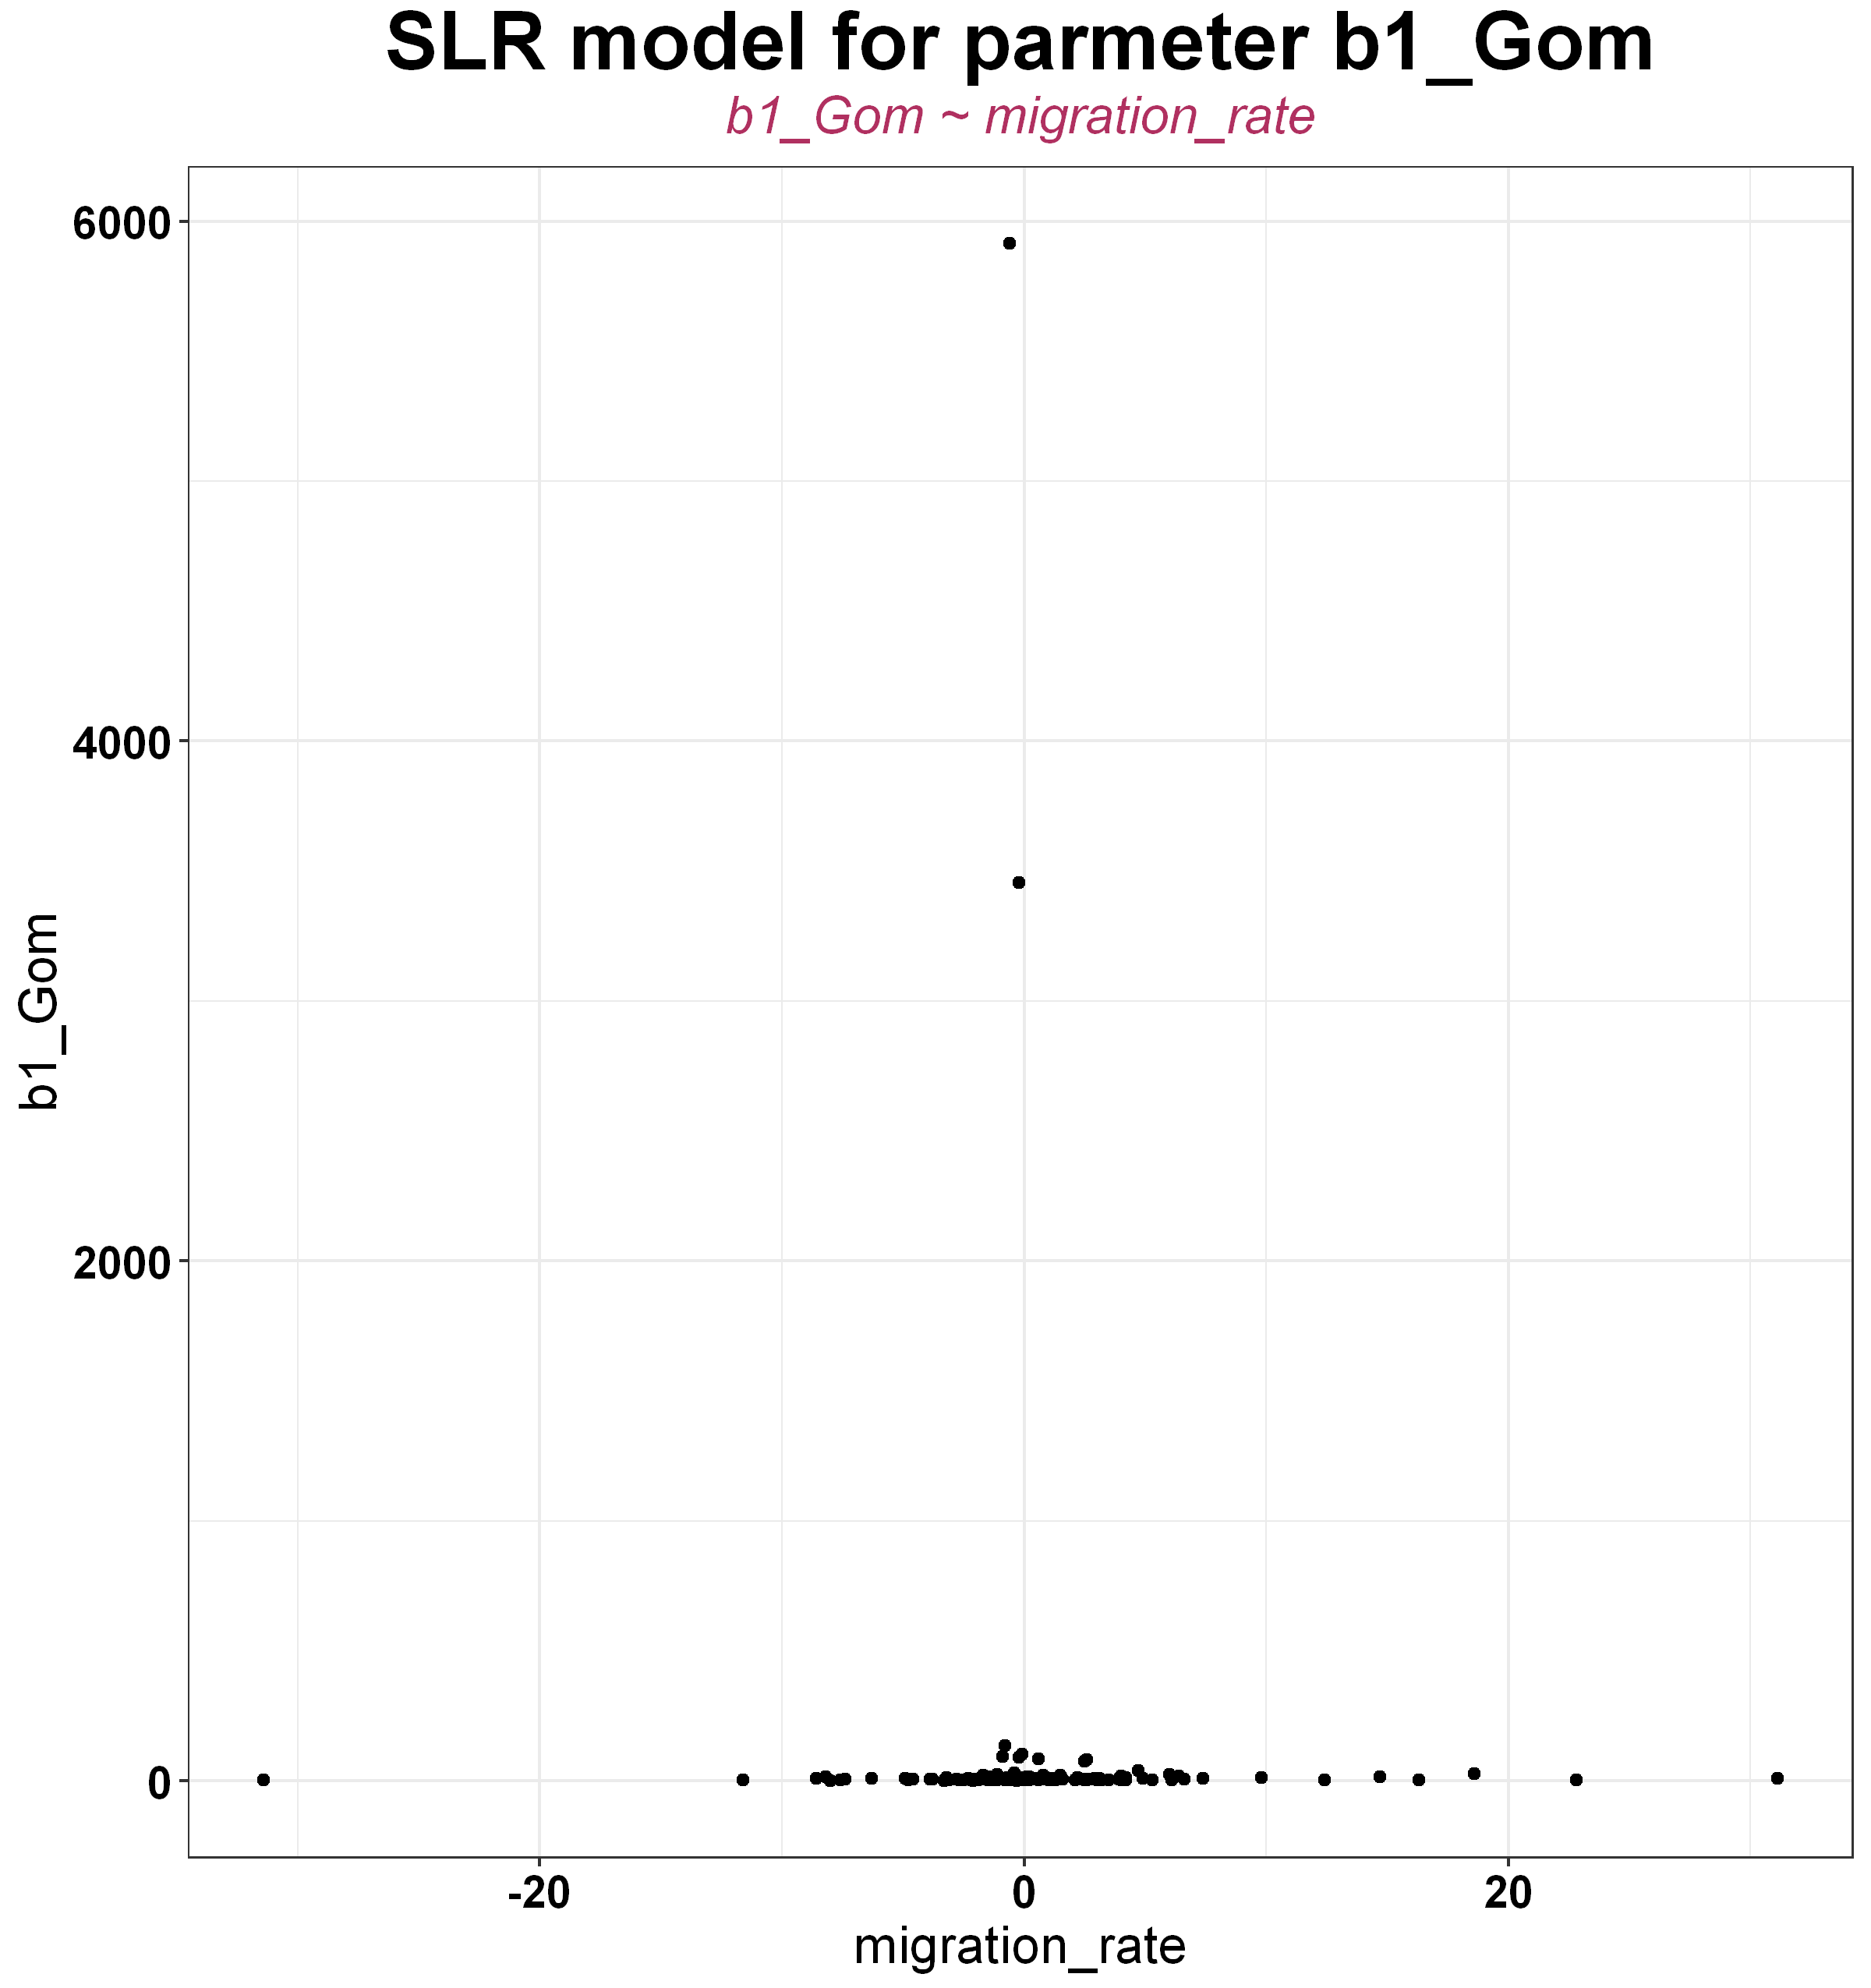 SLR model for parmeter b1_Gom
b1_Gom ~ migration_rate
6000
4000
2000
0
b1_Gom
-20 0 20
migration_rate